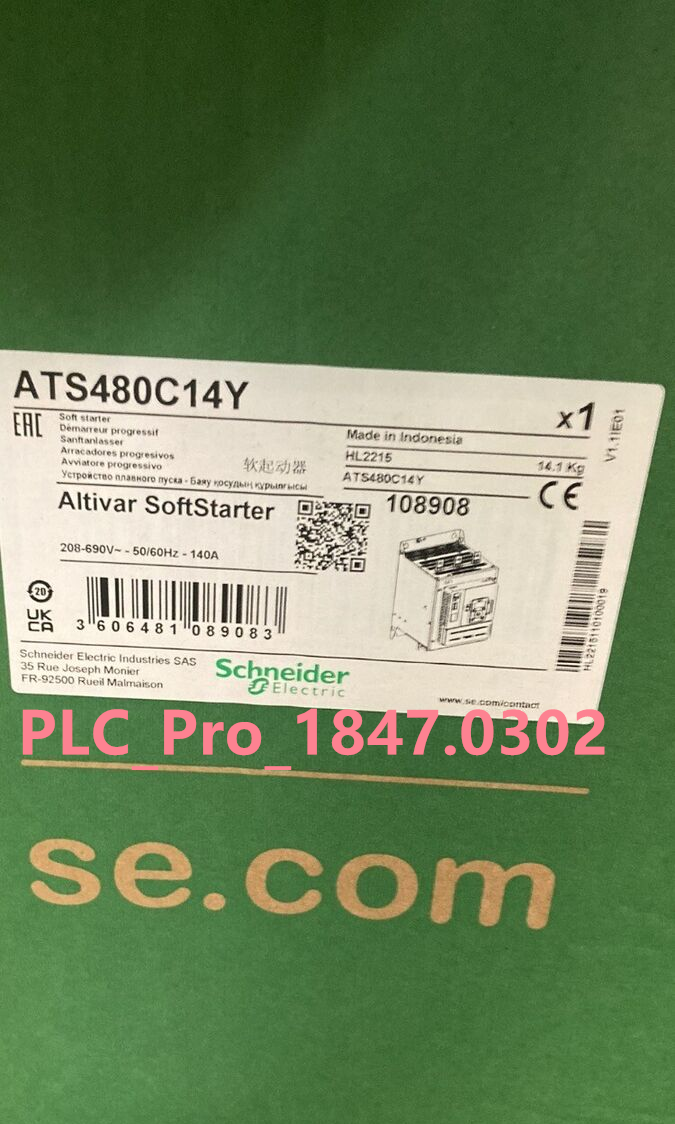 ATS480C14Y
x1
V1.1IE01
EAC
Soft starter
Démarreur progressif
Sanftanlasser
Arracadores progresivos
Avviatore progressivo
软起动器
Устройство плавного пуска - Баяу қосудың құрылғысы
Made in Indonesia
HL2215
14.1 Kg
ATS480C14Y
CE
Altivar SoftStarter
108908
208-690V~ - 50/60Hz - 140A
20
UK
CA
3 606481 089083
HL2215110100019
Schneider Electric Industries SAS
35 Rue Joseph Monier
FR-92500 Rueil Malmaison
Schneider
Electric
www.se.com/contact
PLC_Pro_1847.0302
se.com